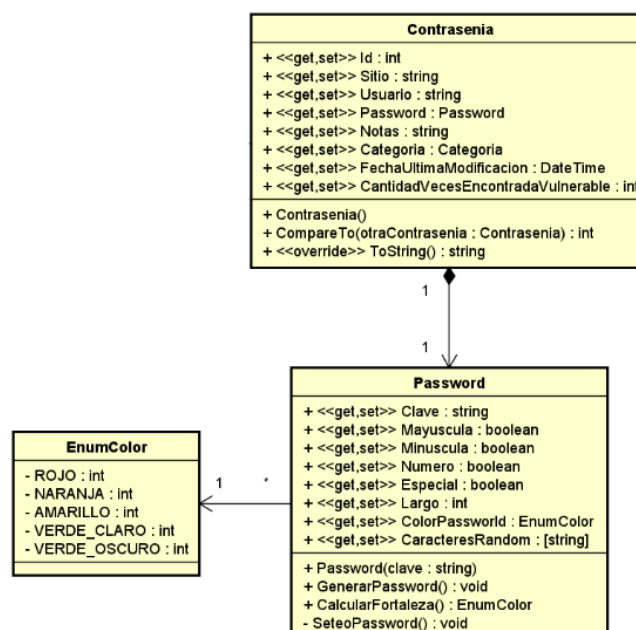 Contrasenia
+ <<get,set>> Id : int
+ <<get,set>> Sitio : string
+ <<get,set>> Usuario : string
+ <<get,set>> Password : Password
+ <<get,set>> Notas : string
+ <<get,set>> Categoria : Categoria
+ <<get,set>> FechaUltimaModificacion : DateTime
+ <<get,set>> CantidadVecesEncontradaVulnerable : int
+ Contrasenia()
+ CompareTo(otraContrasenia : Contrasenia) : int
+ <<override>> ToString() : string
1
1
Password
+ <<get,set>> Clave : string
+ <<get,set>> Mayuscula : boolean
+ <<get,set>> Minuscula : boolean
+ <<get,set>> Numero : boolean
+ <<get,set>> Especial : boolean
+ <<get,set>> Largo : int
+ <<get,set>> ColorPassworld : EnumColor
+ <<get,set>> CaracteresRandom : [string]
+ Password(clave : string)
+ GenerarPassword() : void
+ CalcularFortaleza() : EnumColor
- SeteoPassword() : void
1
*
EnumColor
- ROJO : int
- NARANJA : int
- AMARILLO : int
- VERDE_CLARO : int
- VERDE_OSCURO : int